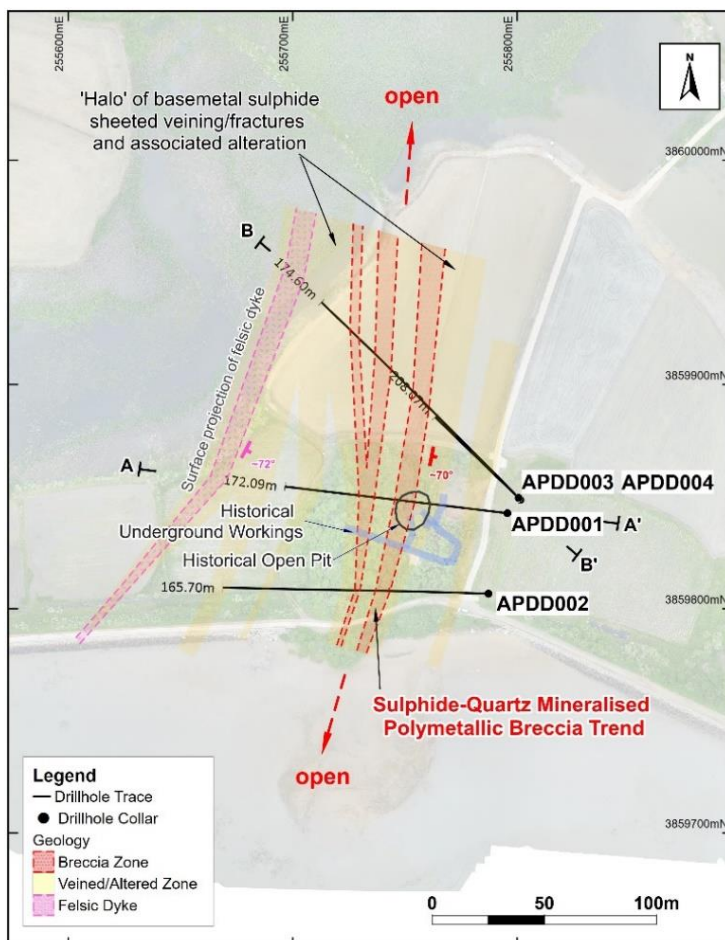 255600mE
255700mE
255800mE
N
'Halo' of basemetal sulphide
sheeted veining/fractures
and associated alteration
open
3860000mN
B
174.60m
Surface projection of felsic dyke
208.07m
3859900mN
~72°
~70°
A
172.09m
APDD003 APDD004
APDD001
A'
B'
Historical
Underground Workings
Historical Open Pit
165.70m
APDD002
3859800mN
Sulphide-Quartz Mineralised
Polymetallic Breccia Trend
open
Legend
Drillhole Trace
Drillhole Collar
Geology
Breccia Zone
Veined/Altered Zone
Felsic Dyke
3859700mN
0 50 100m